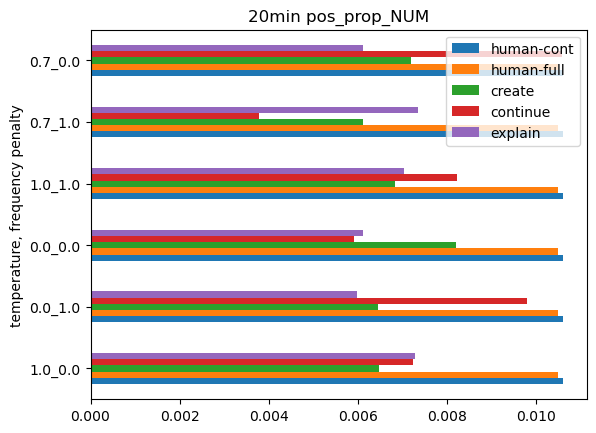 20min pos_prop_NUM
human-cont
human-full
create
continue
explain
temperature, frequency penalty
0.7_0.0
0.7_1.0
1.0_1.0
0.0_0.0
0.0_1.0
1.0_0.0
0.000 0.002 0.004 0.006 0.008 0.010